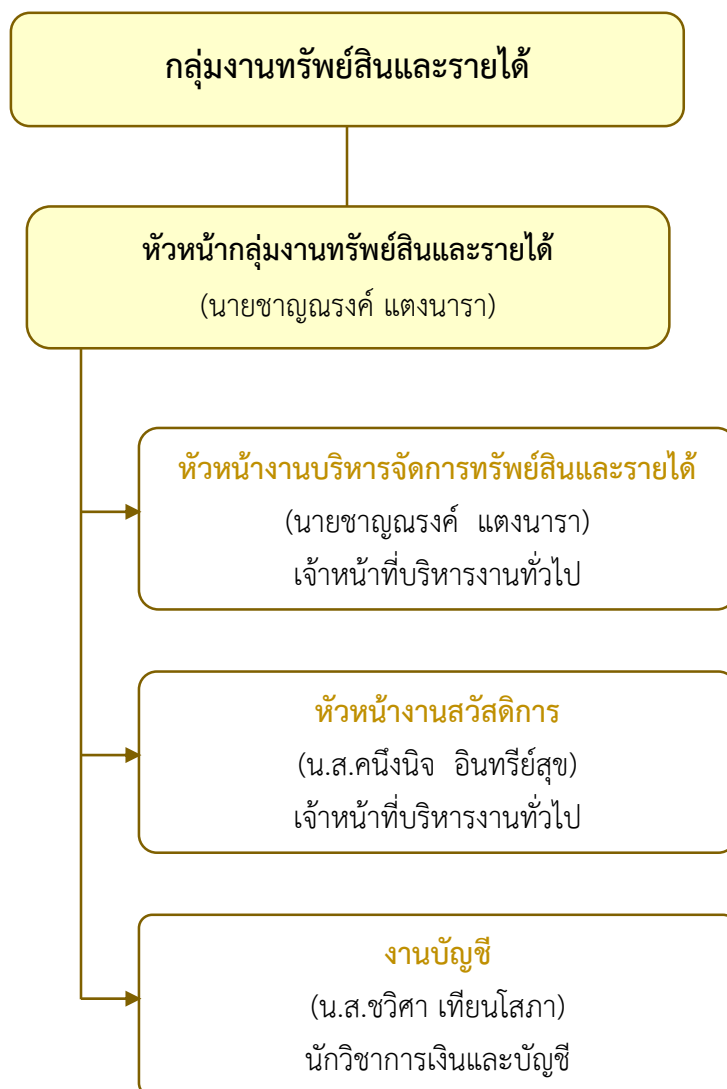 กลุ่มงานทรัพย์สินและรายได้
หัวหน้ากลุ่มงานทรัพย์สินและรายได้
(นายชาญณรงค์ แตงนารา)
หัวหน้างานบริหารจัดการทรัพย์สินและรายได้
(นายชาญณรงค์ แตงนารา)
เจ้าหน้าที่บริหารงานทั่วไป
หัวหน้างานสวัสดิการ
(น.ส.คนึงนิจ อินทรีย์สุข)
เจ้าหน้าที่บริหารงานทั่วไป
งานบัญชี
(น.ส.ชวิศา เทียนโสภา)
นักวิชาการเงินและบัญชี